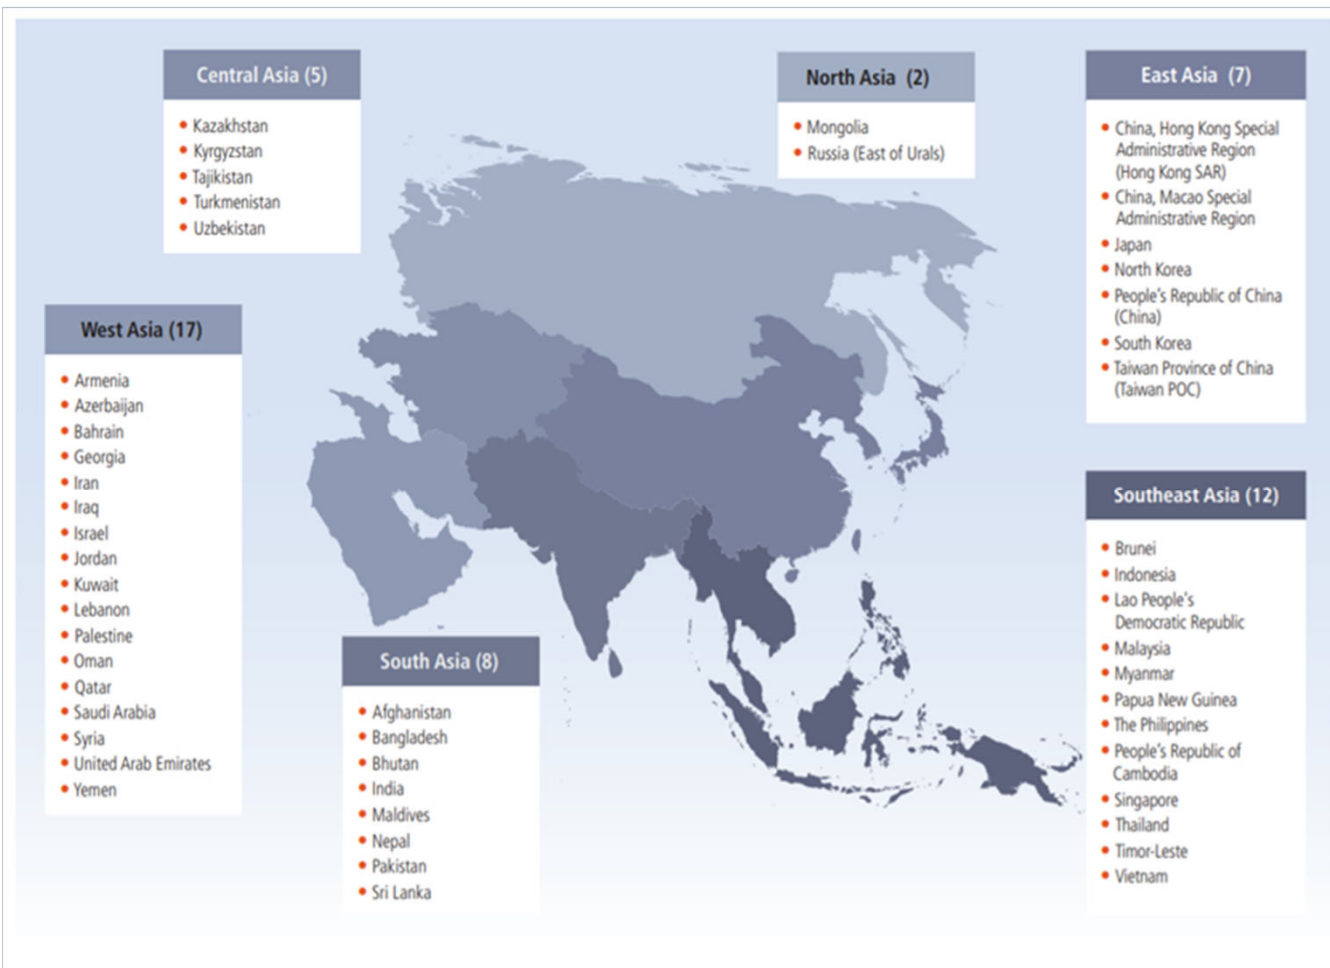 Central Asia (5)
• Kazakhstan
• Kyrgyzstan
• Tajikistan
• Turkmenistan
• Uzbekistan
North Asia (2)
• Mongolia
• Russia (East of Urals)
East Asia (7)
• China, Hong Kong Special
Administrative Region
(Hong Kong SAR)
• China, Macao Special
Administrative Region
• Japan
• North Korea
• People's Republic of China
(China)
• South Korea
• Taiwan Province of China
(Taiwan POC)
West Asia (17)
• Armenia
• Azerbaijan
• Bahrain
• Georgia
• Iran
• Iraq
• Israel
• Jordan
• Kuwait
• Lebanon
• Palestine
• Oman
• Qatar
• Saudi Arabia
• Syria
• United Arab Emirates
• Yemen
South Asia (8)
• Afghanistan
• Bangladesh
• Bhutan
• India
• Maldives
• Nepal
• Pakistan
• Sri Lanka
Southeast Asia (12)
• Brunei
• Indonesia
• Lao People's
Democratic Republic
• Malaysia
• Myanmar
• Papua New Guinea
• The Philippines
• People's Republic of
Cambodia
• Singapore
• Thailand
• Timor-Leste
• Vietnam